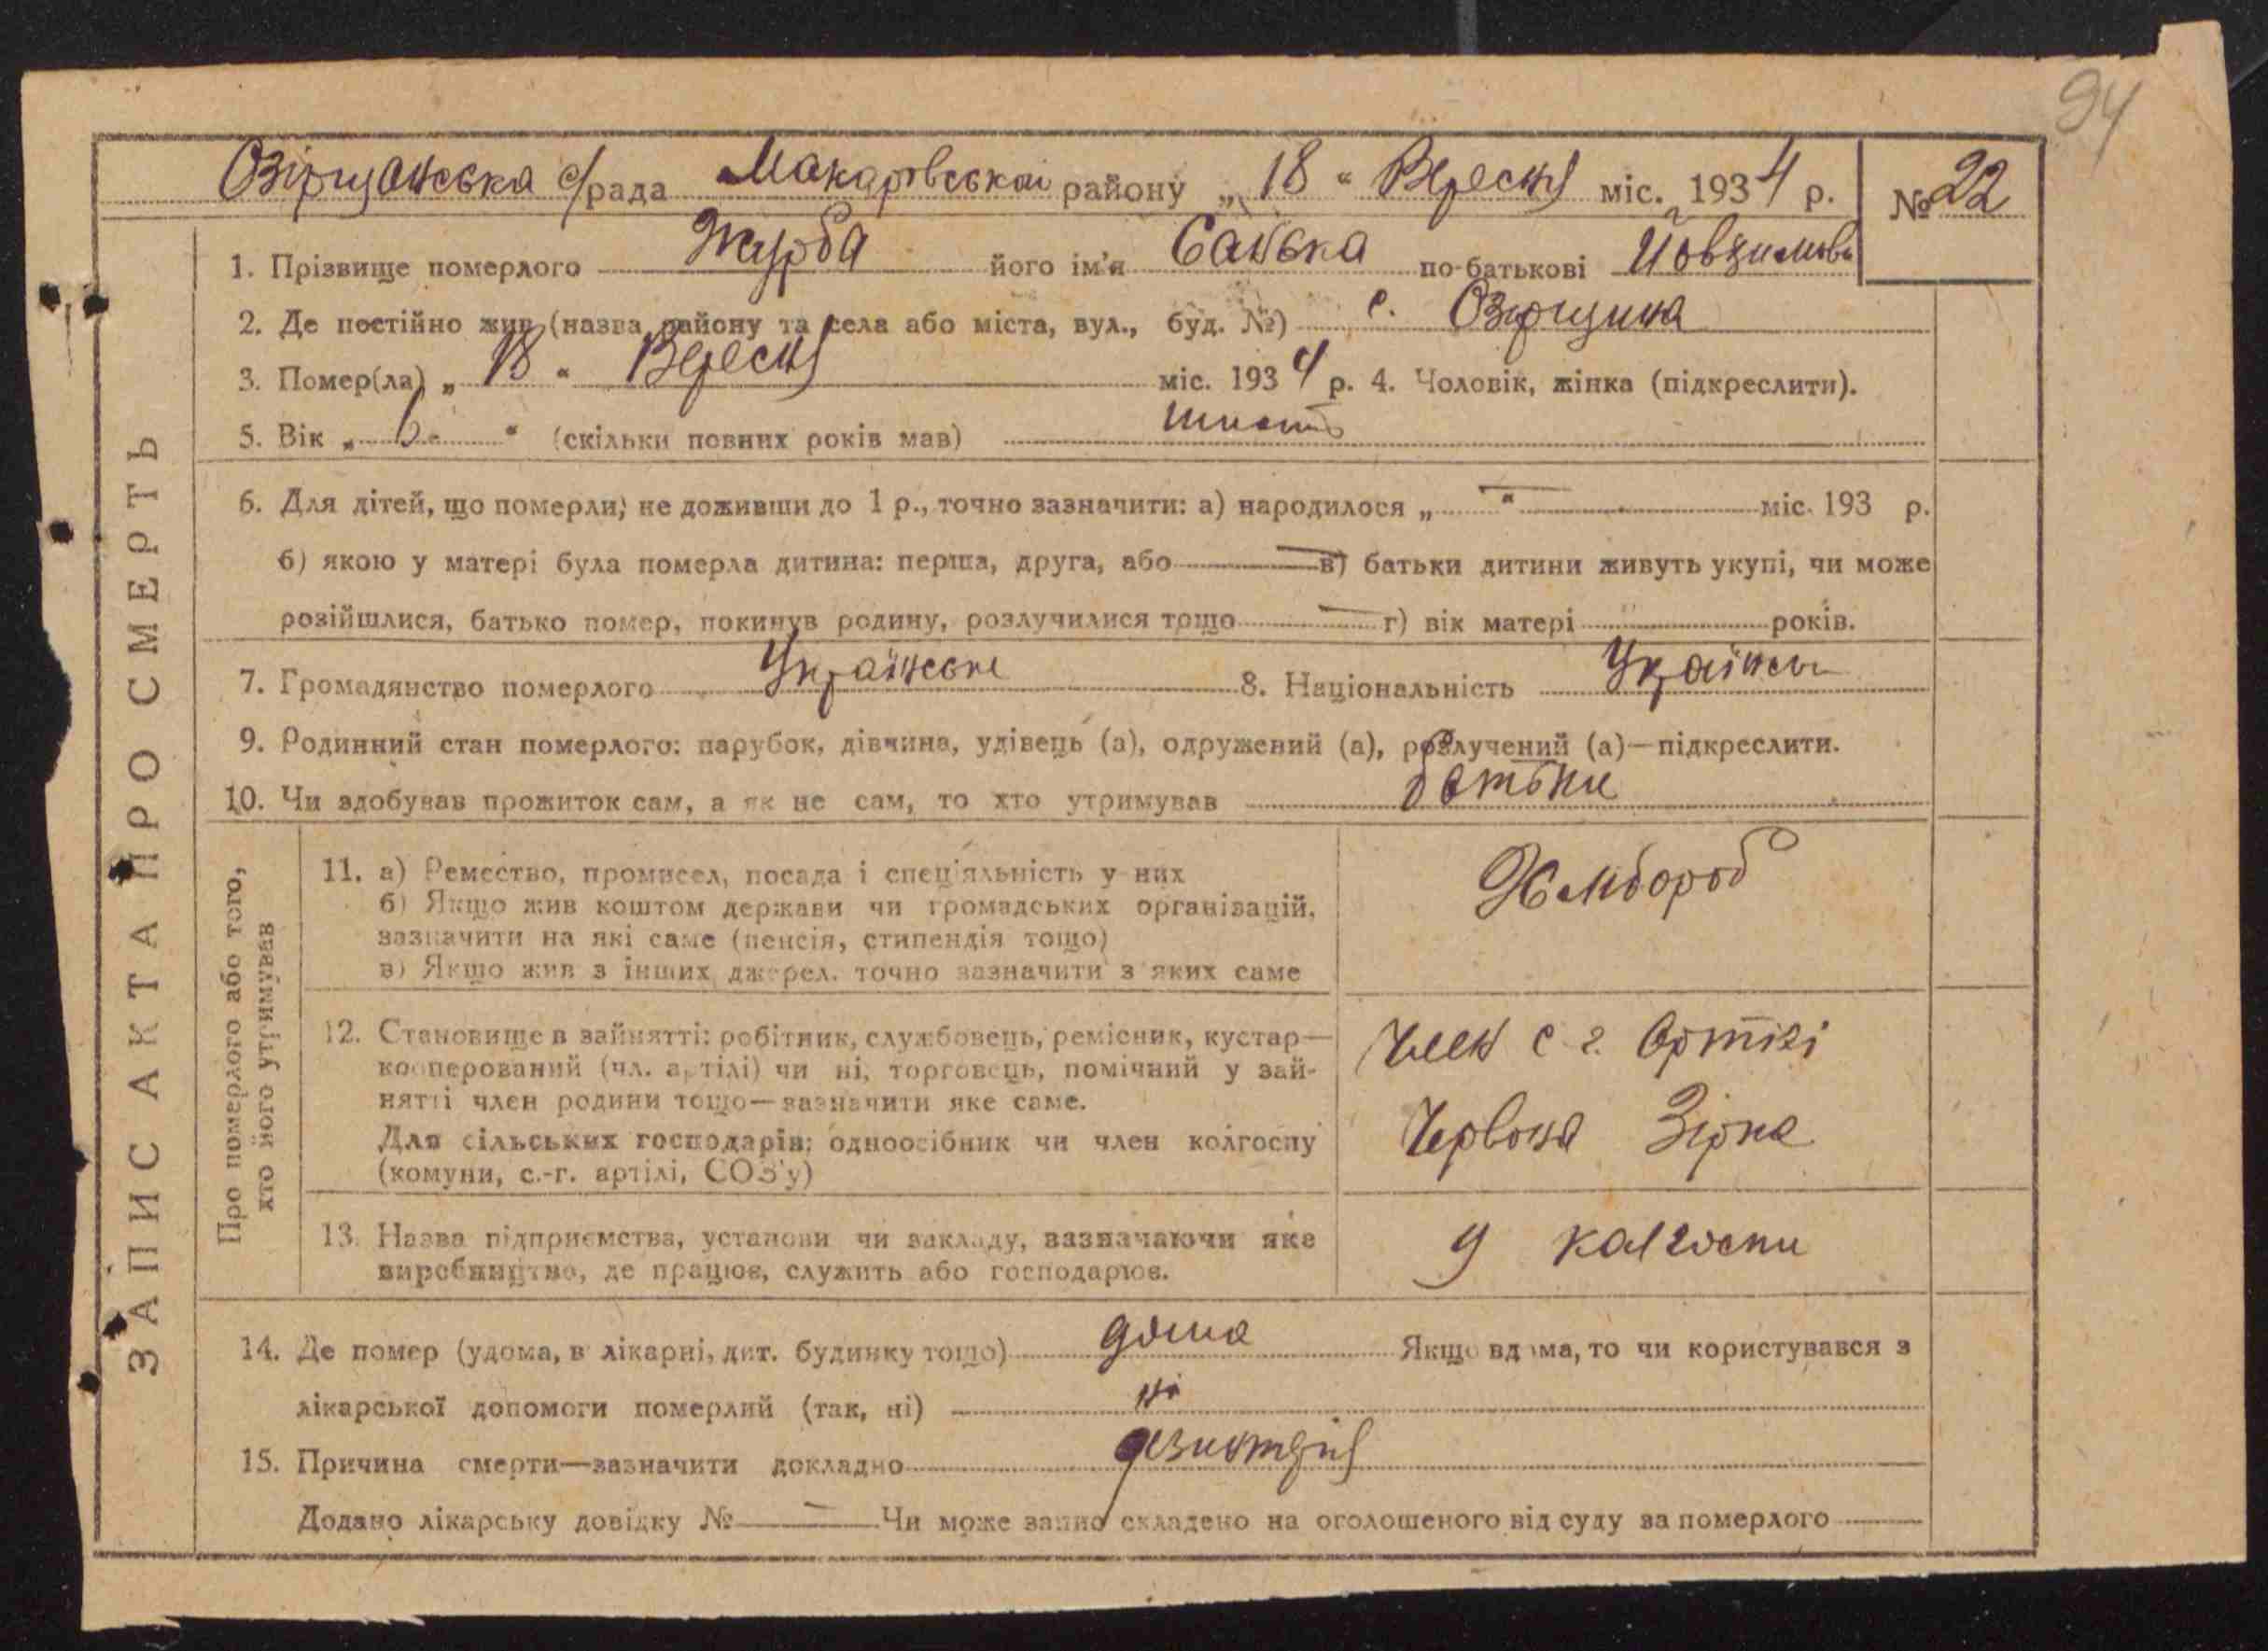 94
Озірщанська с/рада Макарівськой району „18“ Вересня міс. 1934 р. № 22
1. Прізвище померлого Журба його ім'я Санька по-батькові
2. Де постійно жив (назва району та села або міста, вул., буд. №) с. Озірщина
3. Помер(ла) „18“ Вересня міс. 1934 р. 4. Чоловік, жінка (підкреслити).
5. Вік „6“ (скільки повних років мав) шість
6. Для дітей, що померли, не доживши до 1 р., точно зазначити: а) народилося „—“ — міс. 193 р.
б) якою у матері була померла дитина: перша, друга, або — в) батьки дитини живуть укупі, чи може
розійшлися, батько помер, покинув родину, розлучилися тощо — г) вік матері років.
7. Громадянство померлого Українське 8. Національність
9. Родинний стан померлого: парубок, дівчина, удівець (а), одружений (а), розлучений (а)—підкреслити.
10. Чи здобував прожиток сам, а як не сам, то хто утримував батьки
ЗАПИС АКТА ПРО СМЕРТЬ
Про померлого або того,
хто його утримував
11. а) Ремество, промисел, посада і спеціяльність у них
б) Якщо жив коштом держави чи громадських організацій,
зазначити на які саме (пенсія, стипендія тощо)
в) Якщо жив з інших джерел, точно зазначити з яких саме
Хлібороб
12. Становище в зайнятті: робітник, службовець, ремісник, кустар—
кооперований (чл. артілі) чи ні, торговець, помічний у зай-
нятті член родини тощо—зазначити яке саме.
Для сільських господарів: одноосібник чи член колгоспу
(комуни, с.-г. артілі, СОЗ'у)
Член с. г. Артілі
Червона Зірка
13. Назва підприємства, установи чи закладу, зазначаючи яке
виробництво, де працює, служить або господарює.
У колгоспи
14. Де помер (удома, в лікарні, дит. будинку тощо) дома Якщо вдома, то чи користувався з
лікарської допомоги померлий (так, ні) ні
15. Причина смерти—зазначити докладно дизинтрія
Додано лікарську довідку № — Чи може запис складено на оголошеного від суду за померлого —